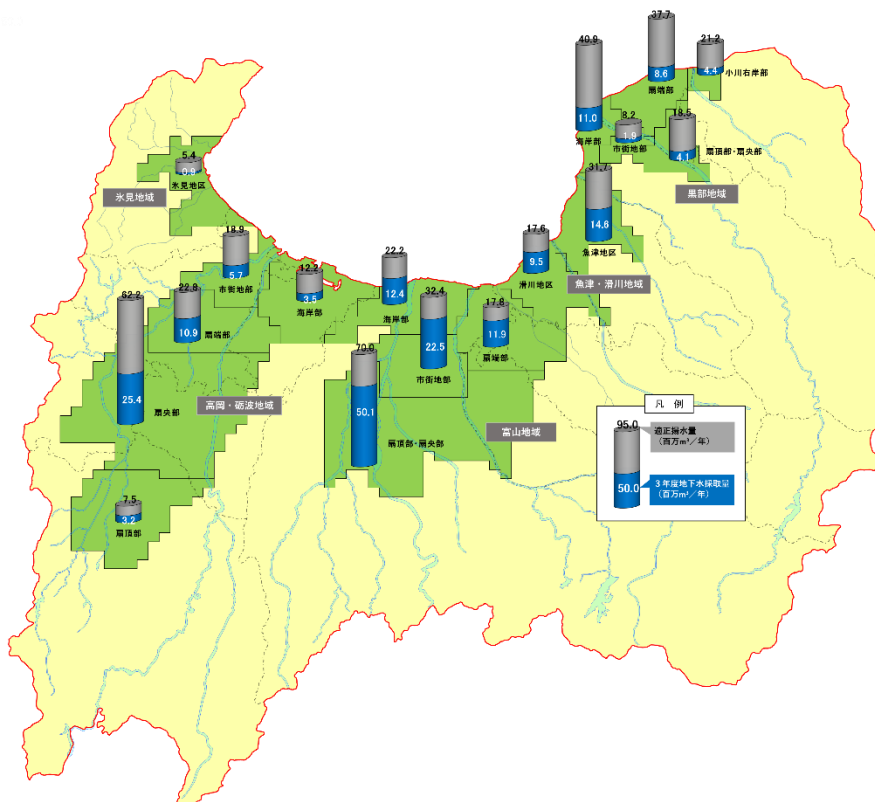 37.7
8.6
扇端部
21.2
4.4
小川右岸部
40.9
11.0
海岸部
8.2
1.9
市街地部
18.5
4.1
扇頂部・扇央部
黒部地域
5.4
0.9
氷見地区
氷見地域
31.7
14.6
魚津地区
17.6
9.5
滑川地区
魚津・滑川地域
18.9
5.7
市街地部
12.2
3.5
海岸部
22.2
12.4
海岸部
62.2
25.4
扇央部
22.8
10.9
扇端部
32.4
22.5
市街地部
17.8
11.9
扇端部
70.0
50.1
扇頂部・扇央部
高岡・砺波地域
富山地域
7.5
3.2
扇頂部
凡 例
95.0
適正揚水量
（百万m³／年）
50.0
3年度地下水採取量
（百万m³／年）